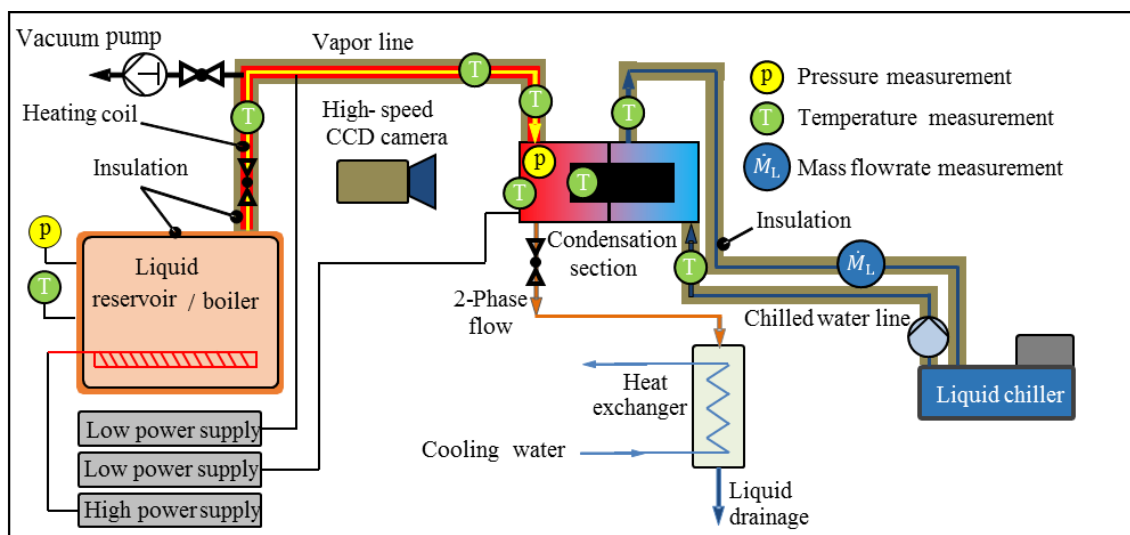 Vacuum pump
Vapor line
Heating coil
Insulation
High- speed
CCD camera
T
T
T
T
p
T
T
p
Pressure measurement
T
Temperature measurement
Ṁ_L
Mass flowrate measurement
Insulation
p
T
Liquid
reservoir / boiler
Condensation
section
T
Ṁ_L
2-Phase
flow
Chilled water line
Heat
exchanger
Liquid chiller
Low power supply
Low power supply
High power supply
Cooling water
Liquid
drainage